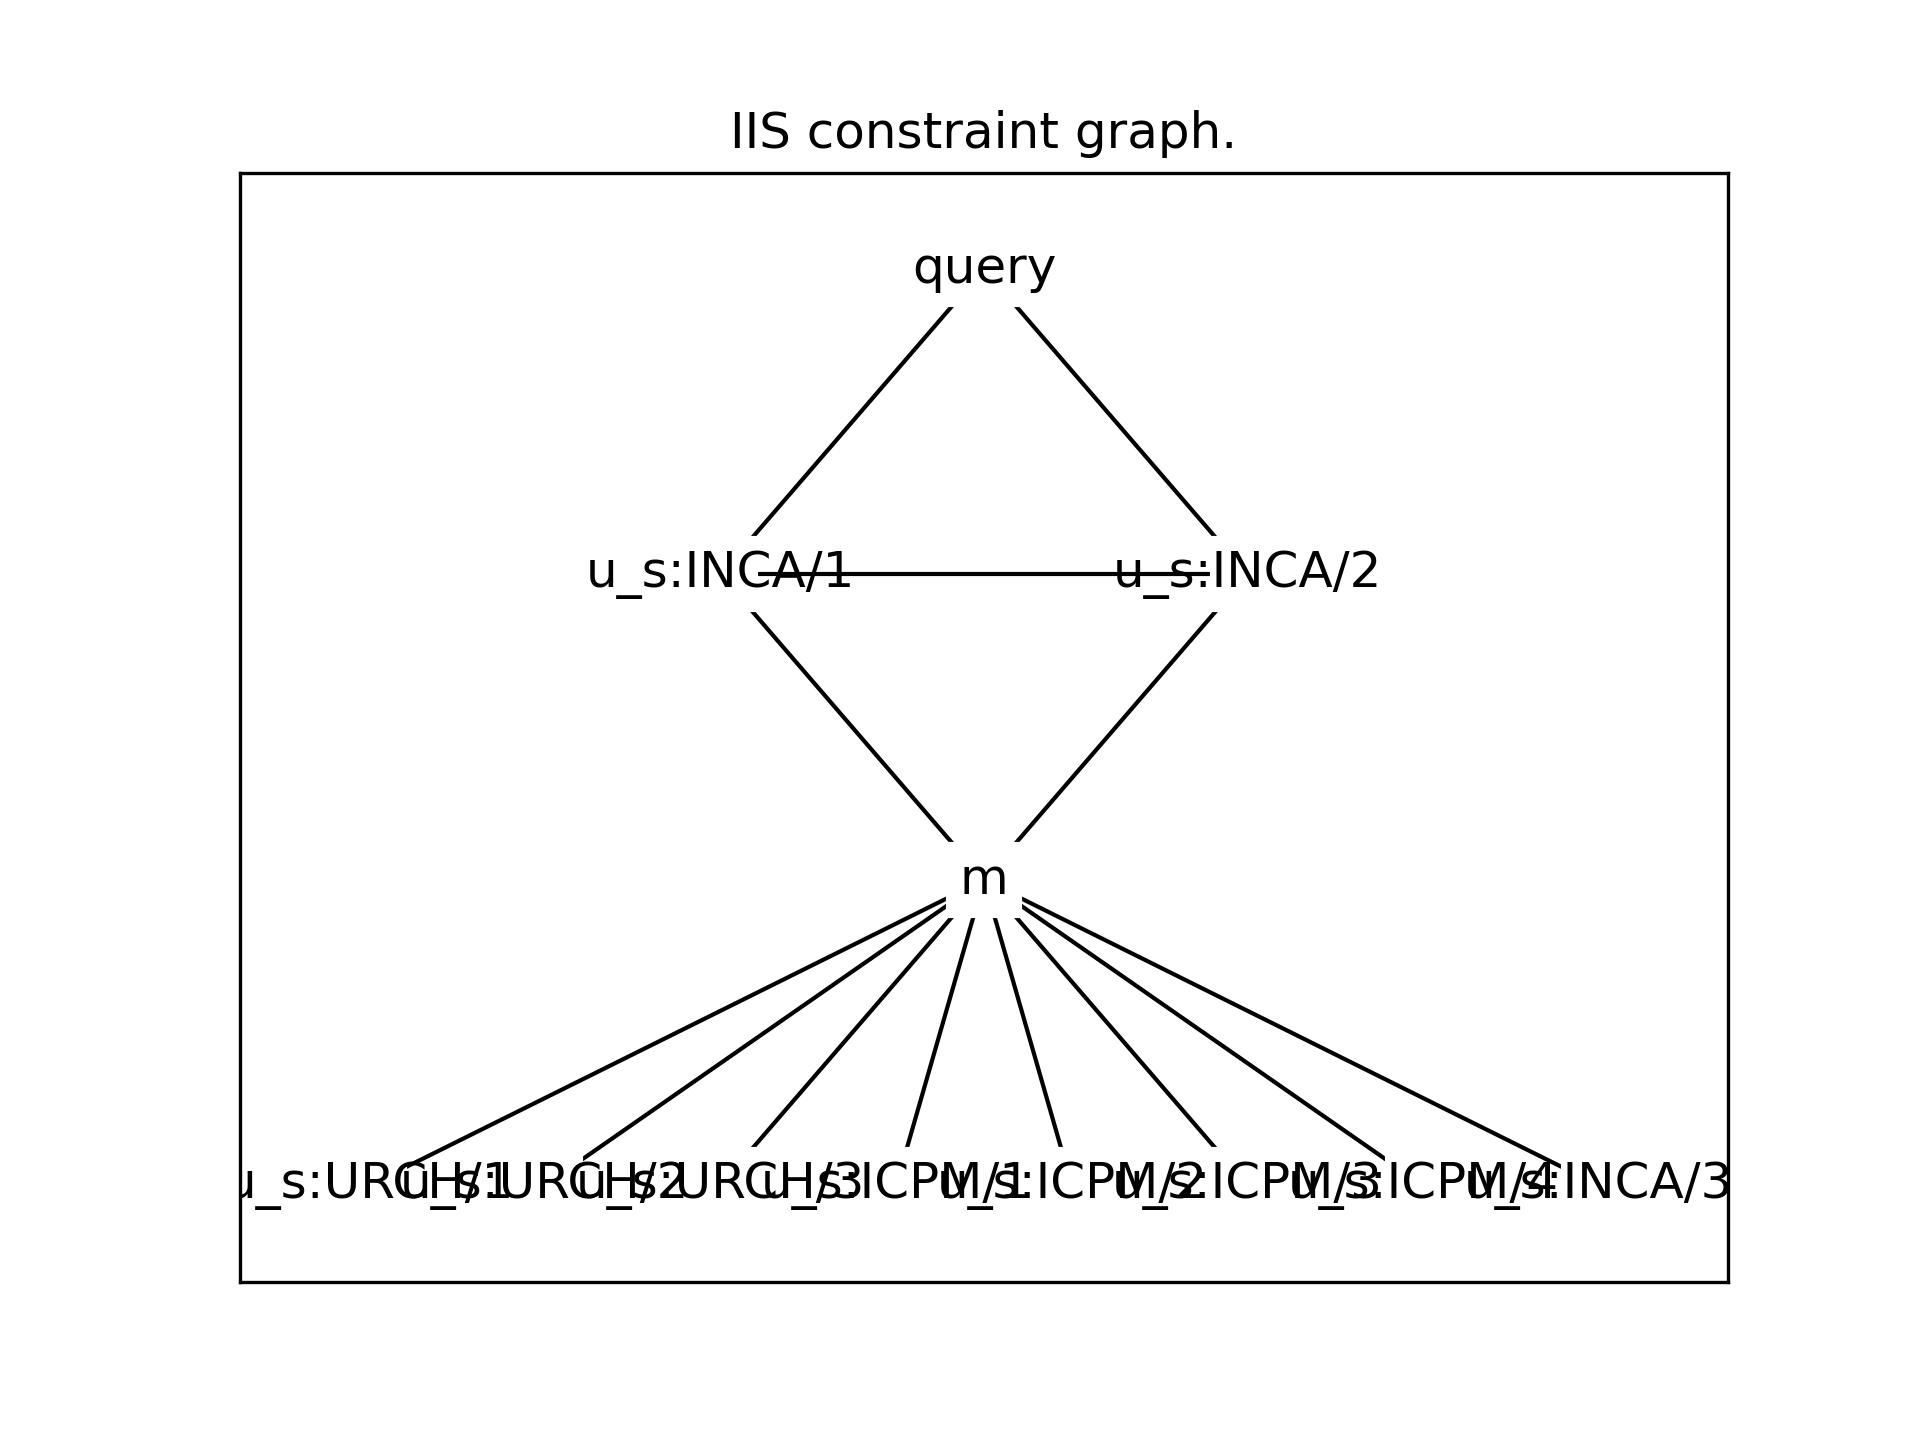 IIS constraint graph.
query
u_s:INCA/1 u_s:INCA/2
m
u_s:URCH/1 u_s:URCH/2 u_s:URCH/3 u_s:ICPM/1 u_s:ICPM/2 u_s:ICPM/3 u_s:ICPM/4 u_s:INCA/3